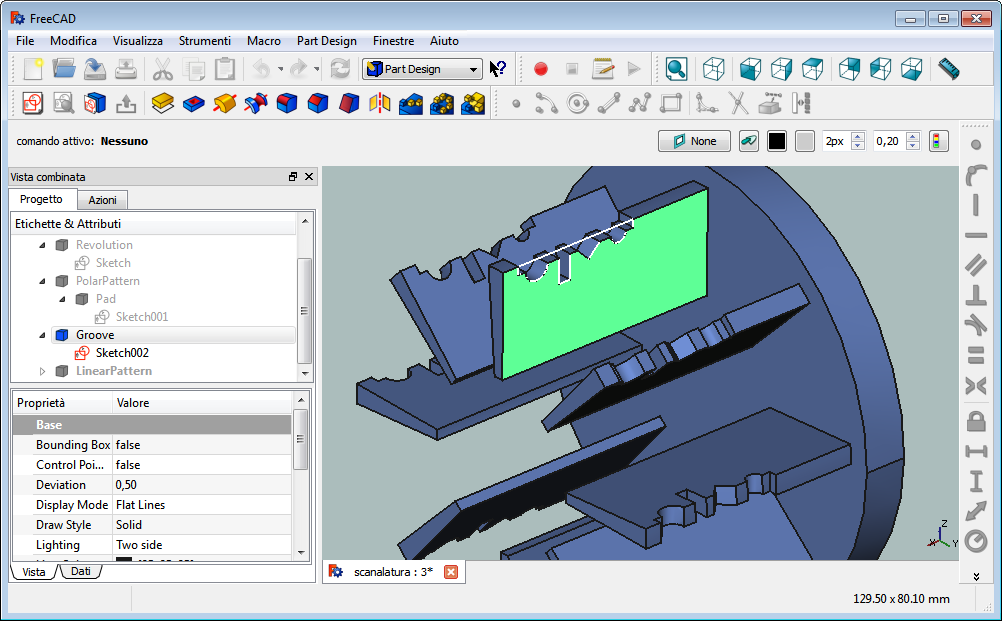 FreeCAD
File Modifica Visualizza Strumenti Macro Part Design Finestre Aiuto
Part Design
comando attivo: Nessuno
None 2px 0,20
Vista combinata
Progetto Azioni
Etichette & Attributi
Revolution
Sketch
PolarPattern
Pad
Sketch001
Groove
Sketch002
LinearPattern
Proprietà Valore
Base
Bounding Box false
Control Poi... false
Deviation 0,50
Display Mode Flat Lines
Draw Style Solid
Lighting Two side
Vista Dati
Z
X Y
scanalatura : 3*
129.50 x 80.10 mm